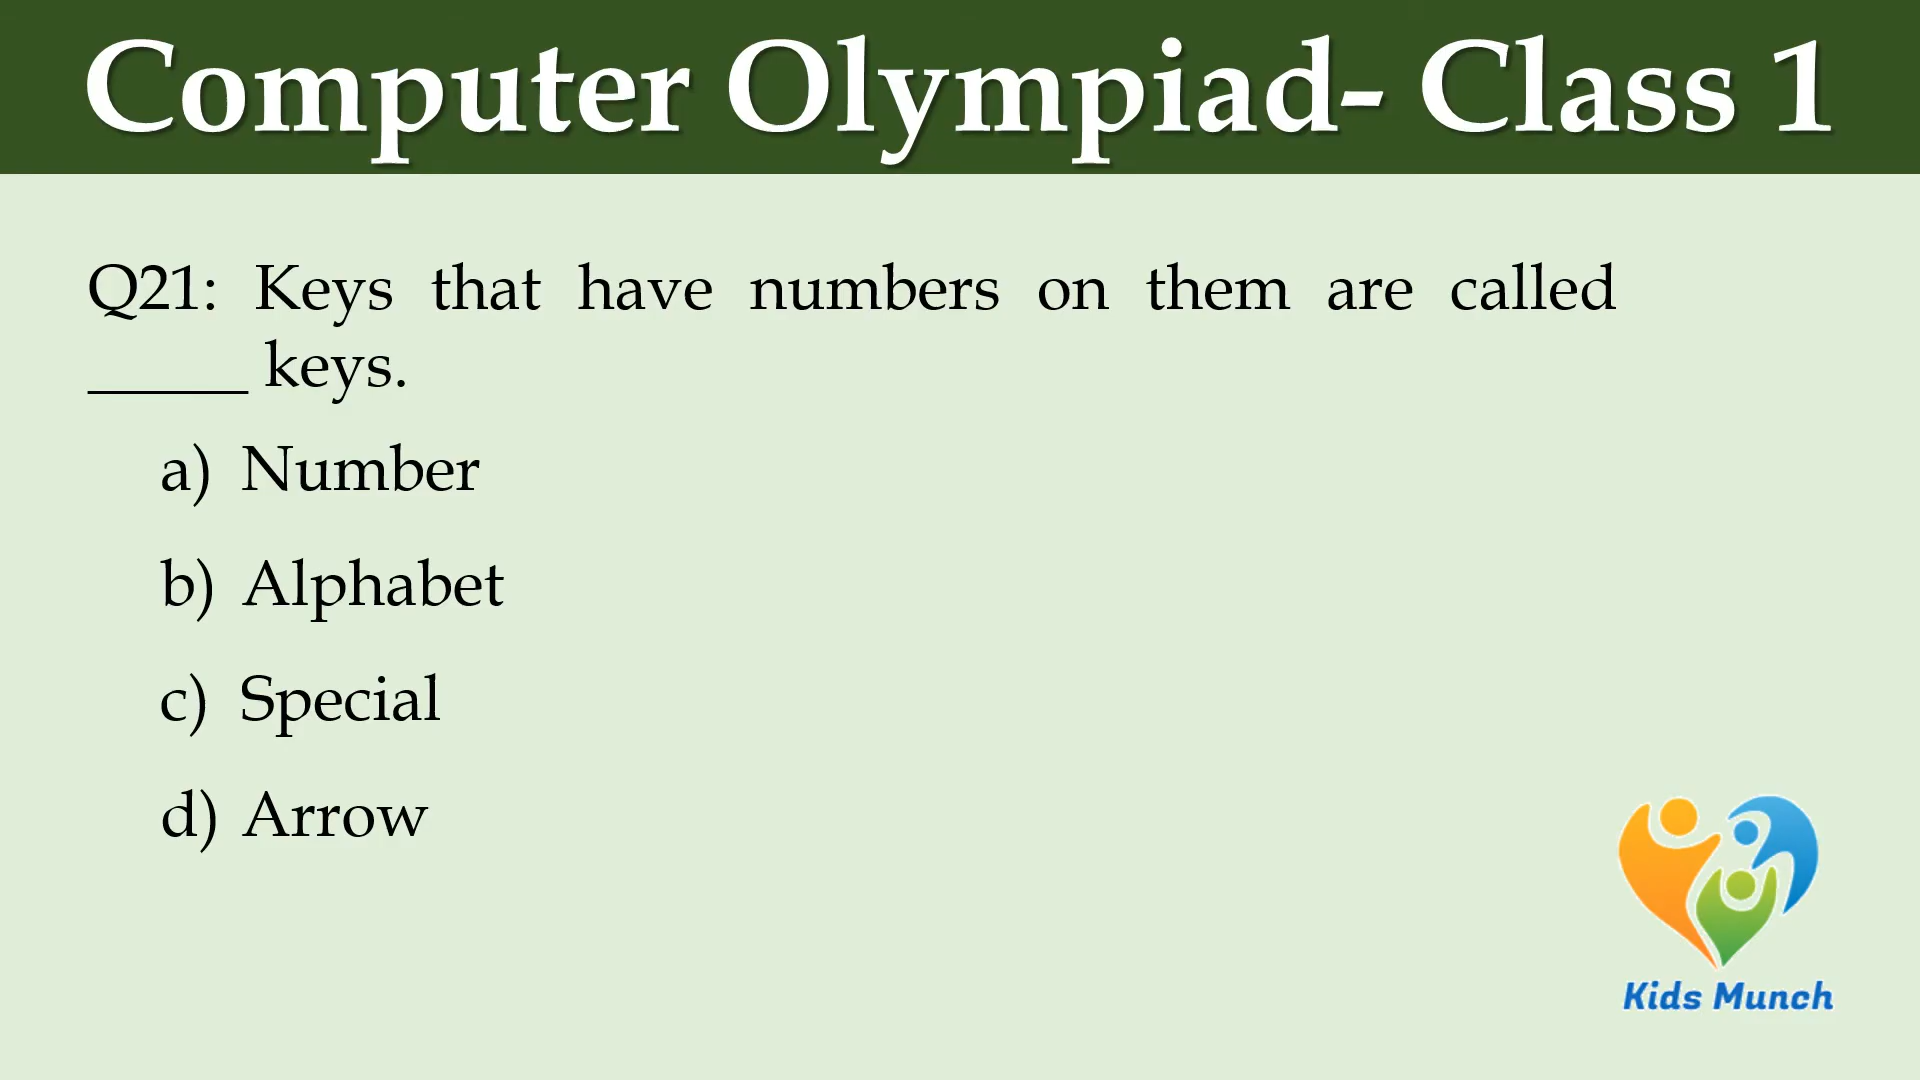 Computer Olympiad- Class 1
Q21: Keys that have numbers on them are called
_____ keys.
a) Number
b) Alphabet
c) Special
d) Arrow
Kids Munch